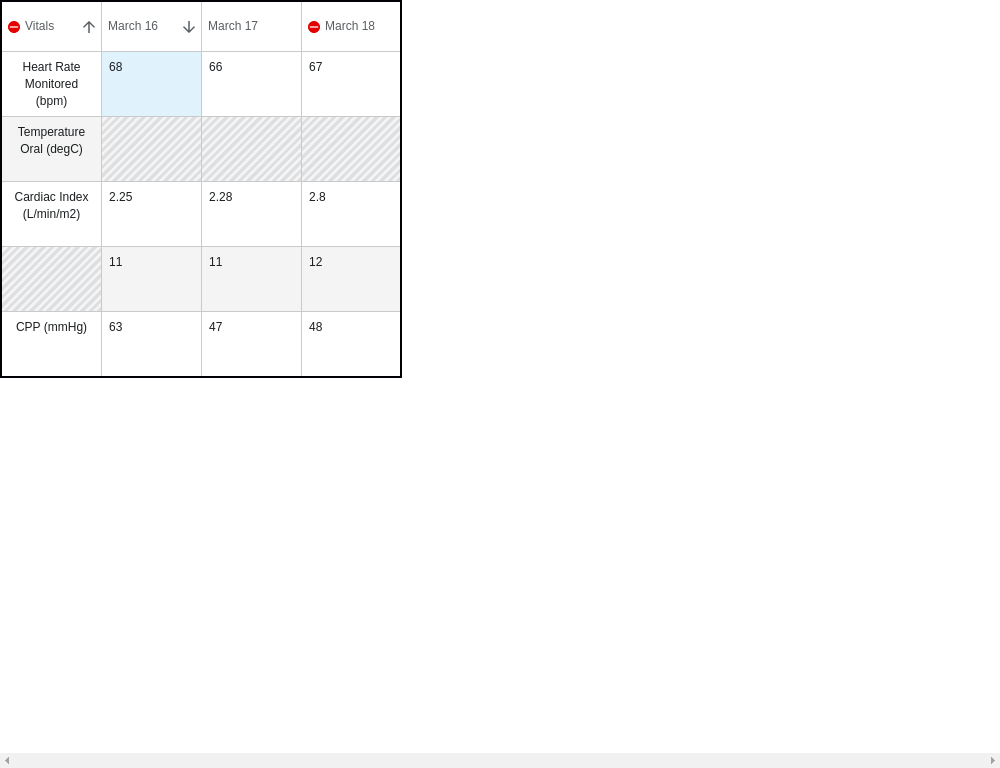 Vitals March 16 March 17 March 18
Heart Rate 68 66 67
Monitored
(bpm)
Temperature
Oral (degC)
Cardiac Index 2.25 2.28 2.8
(L/min/m2)
11 11 12
CPP (mmHg) 63 47 48